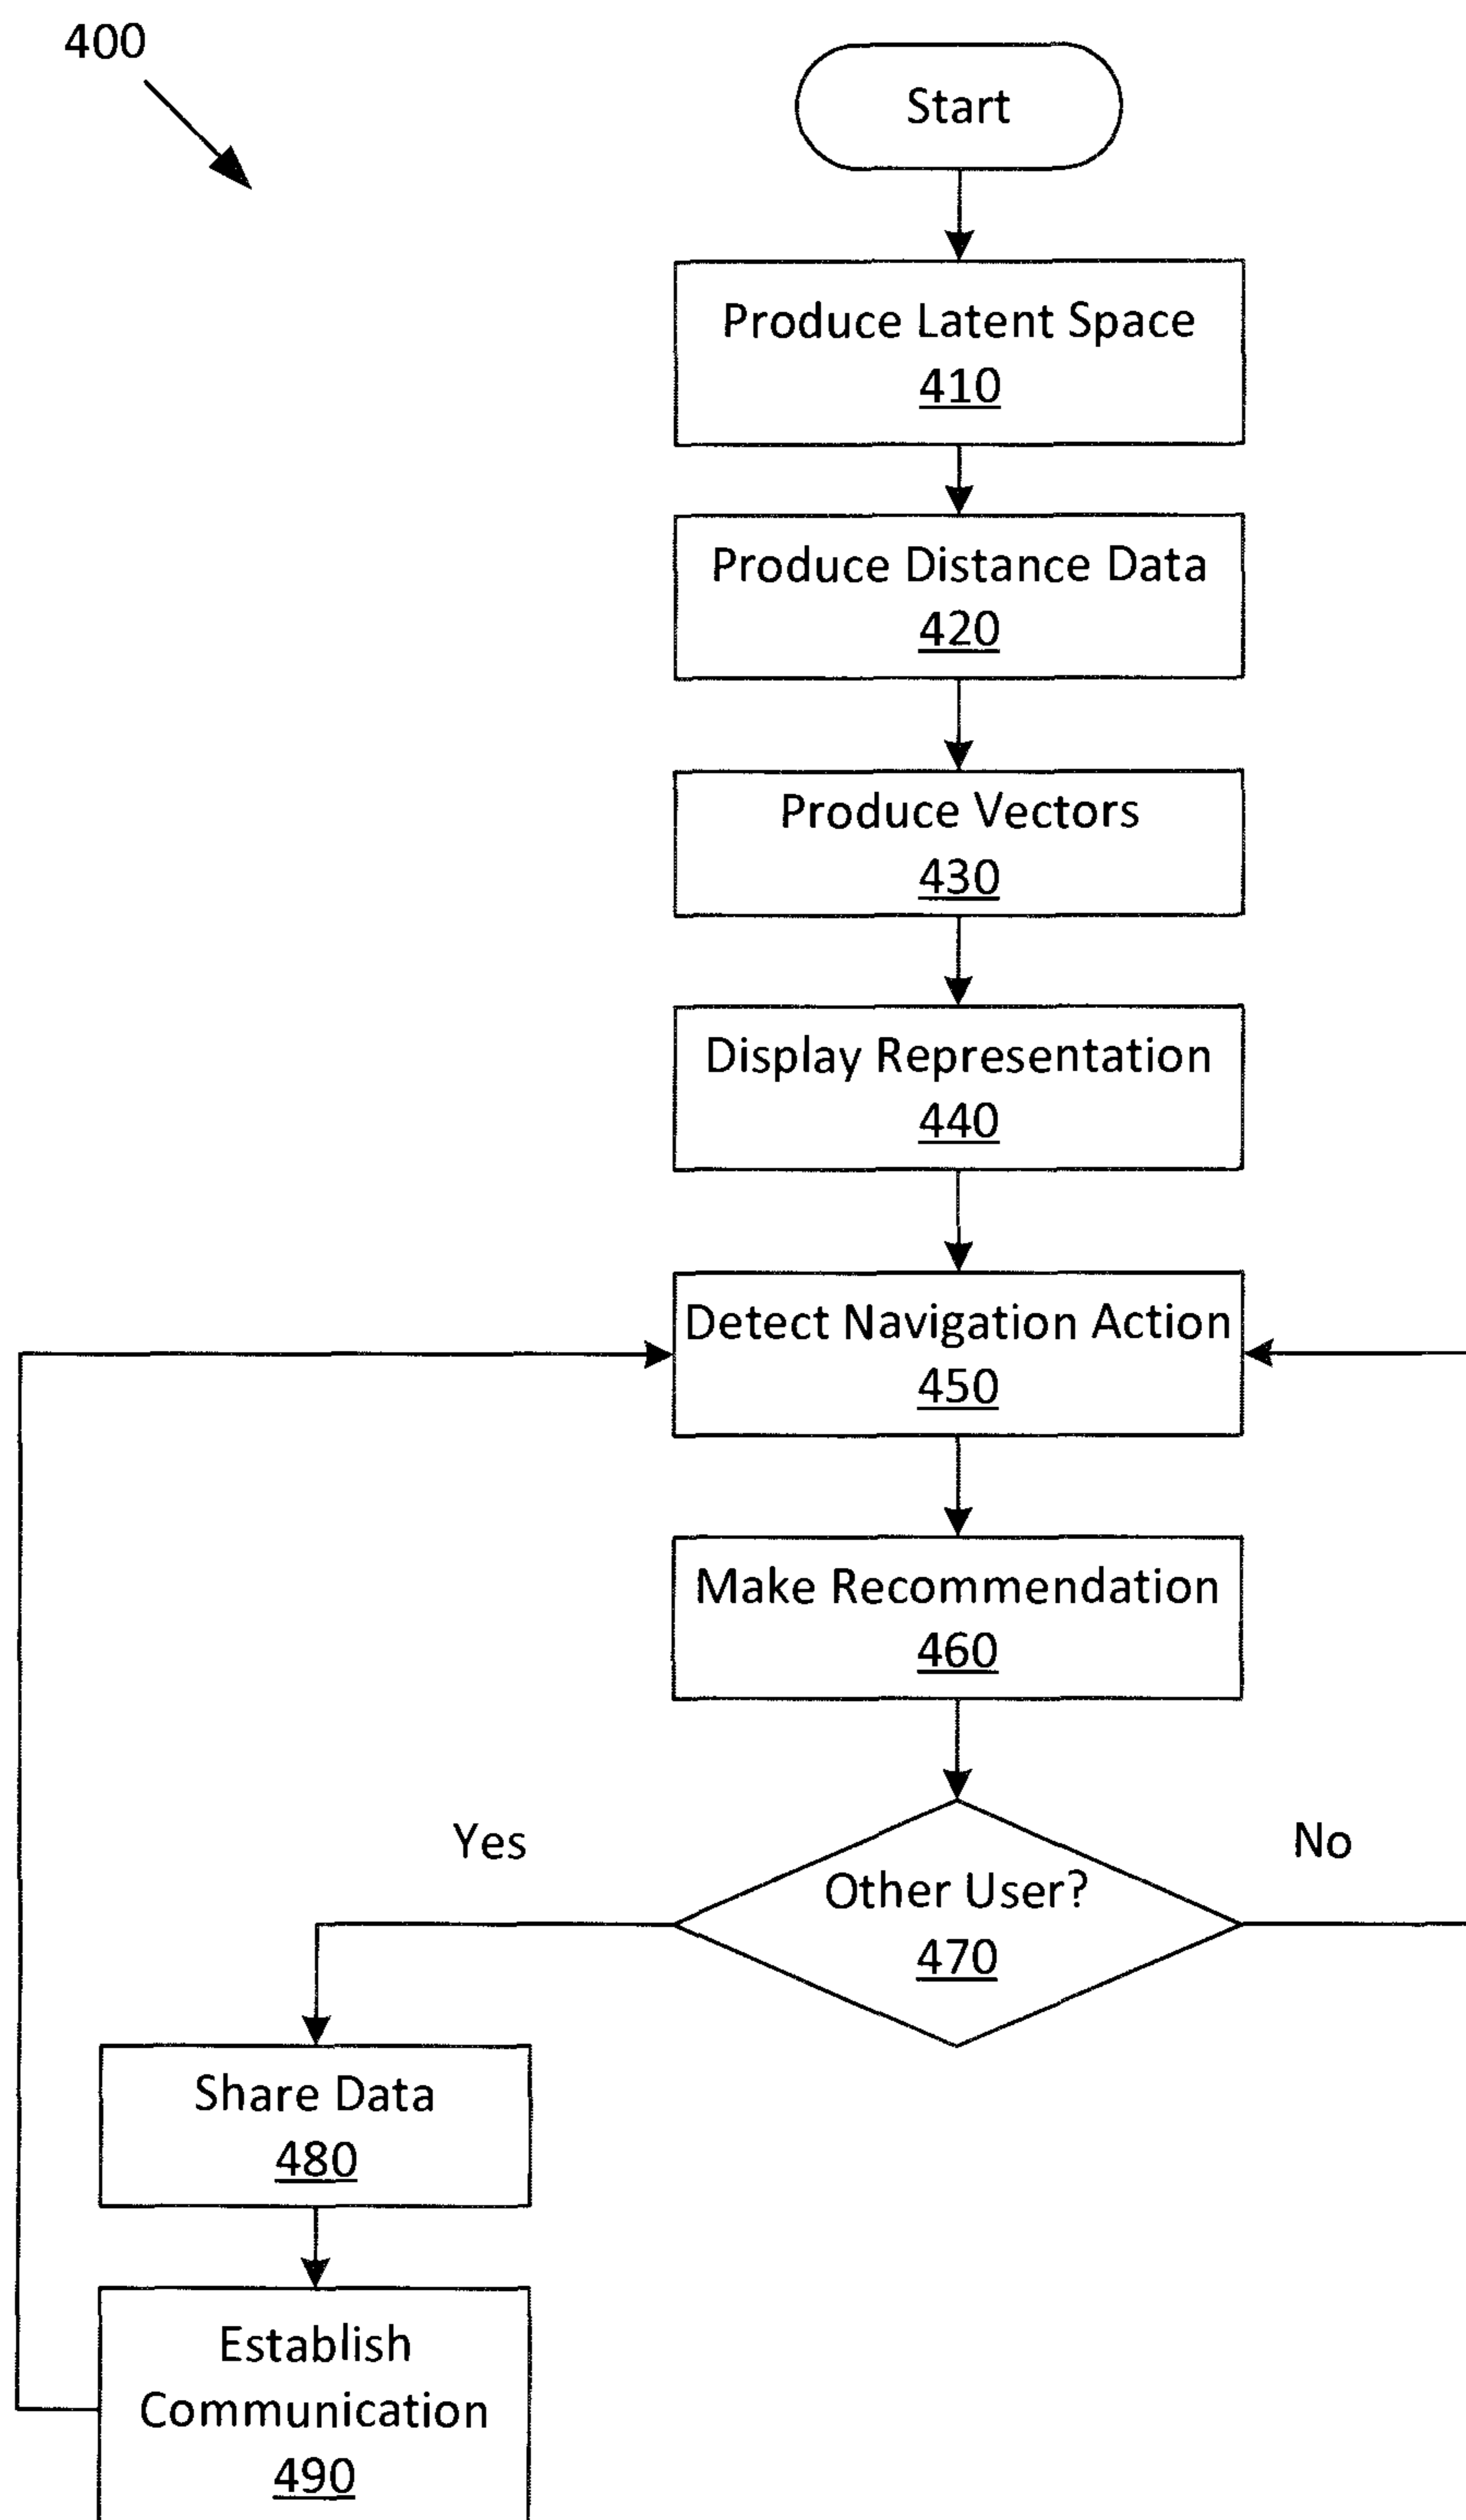 400
Start
Produce Latent Space
410
Produce Distance Data
420
Produce Vectors
430
Display Representation
440
Detect Navigation Action
450
Make Recommendation
460
Yes
No
Other User?
470
Share Data
480
Establish
Communication
490